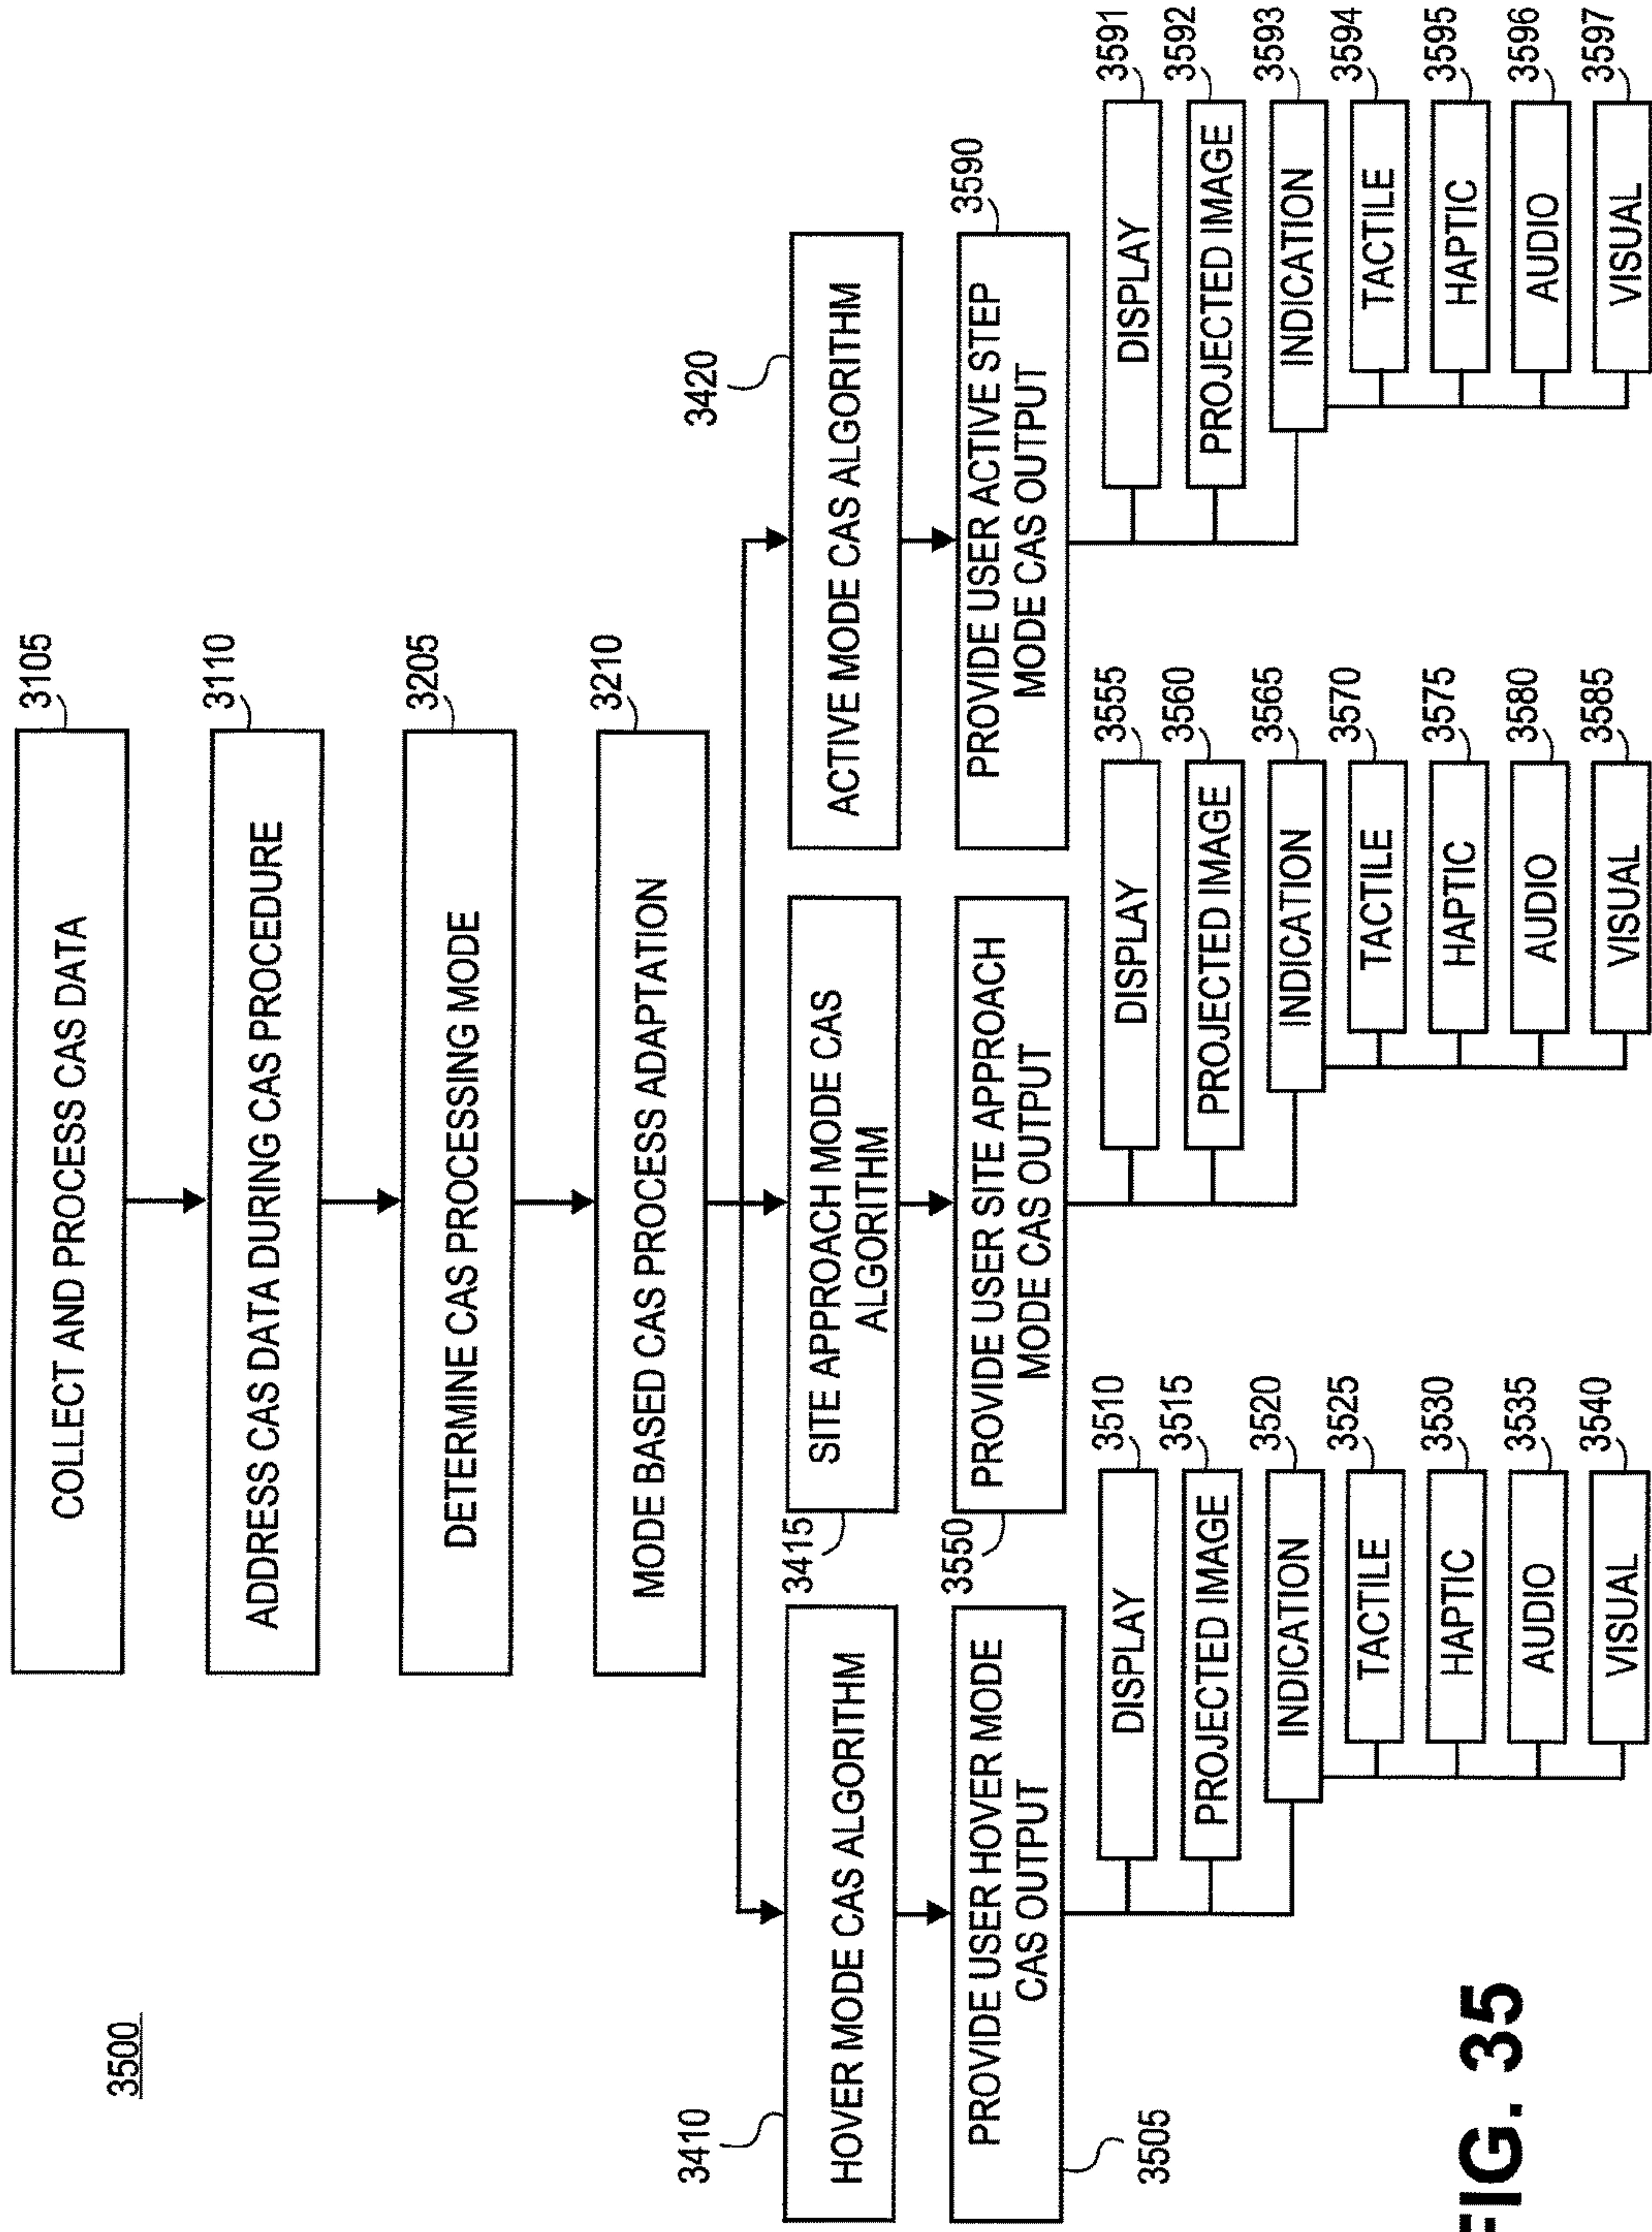 3500
COLLECT AND PROCESS CAS DATA
3105
ADDRESS CAS DATA DURING CAS PROCEDURE
3110
DETERMINE CAS PROCESSING MODE
3205
MODE BASED CAS PROCESS ADAPTATION
3210
3410
HOVER MODE CAS ALGORITHM
3415
SITE APPROACH MODE CAS
ALGORITHM
3420
ACTIVE MODE CAS ALGORITHM
PROVIDE USER HOVER MODE
CAS OUTPUT
3505
3550
PROVIDE USER SITE APPROACH
MODE CAS OUTPUT
PROVIDE USER ACTIVE STEP
MODE CAS OUTPUT
3590
DISPLAY
3510
PROJECTED IMAGE
3515
INDICATION
3520
TACTILE
3525
HAPTIC
3530
AUDIO
3535
VISUAL
3540
DISPLAY
3555
PROJECTED IMAGE
3560
INDICATION
3565
TACTILE
3570
HAPTIC
3575
AUDIO
3580
VISUAL
3585
DISPLAY
3591
PROJECTED IMAGE
3592
INDICATION
3593
TACTILE
3594
HAPTIC
3595
AUDIO
3596
VISUAL
3597
FIG. 35